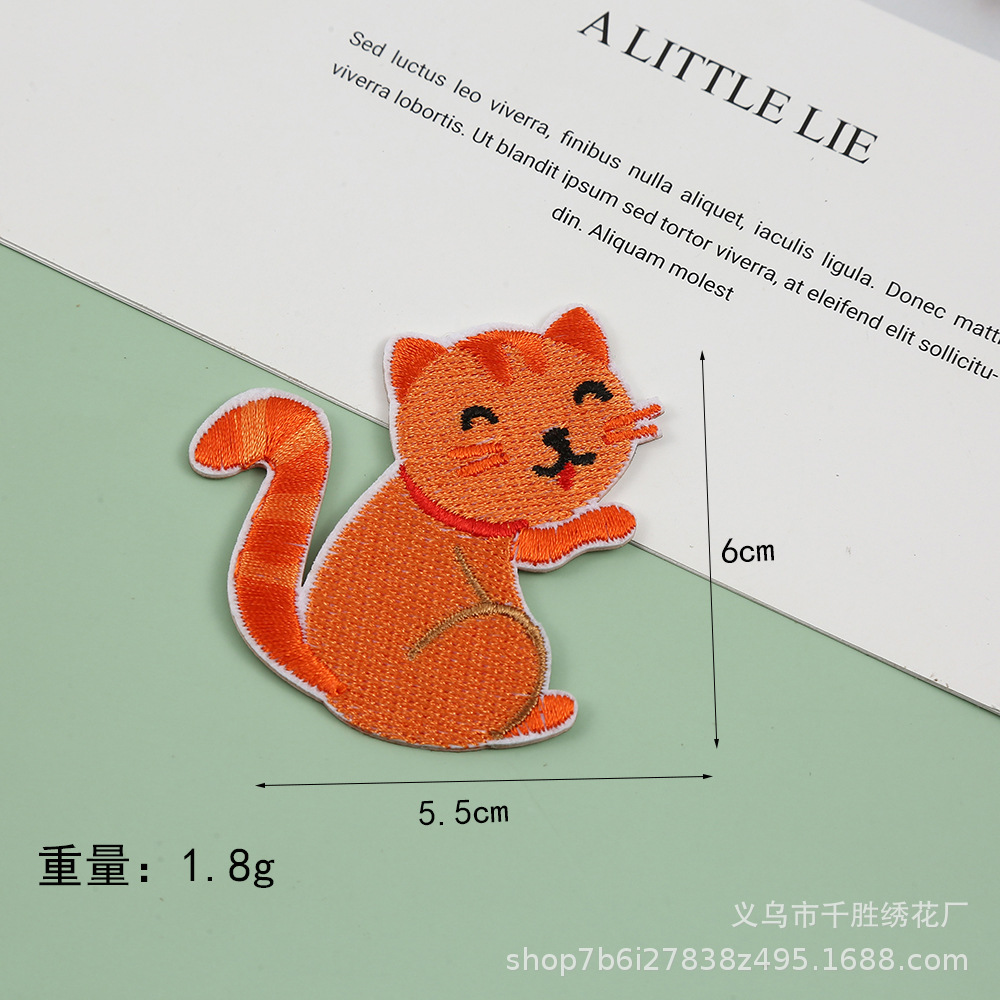 A LITTLE LIE
Sed luctus leo viverra, finibus nulla aliquet, iaculis ligula. Donec matti
viverra lobortis. Ut blandit ipsum sed tortor viverra, at eleifend elit sollicitu-
din. Aliquam molest
6cm
5.5cm
重量：1.8g
义乌市千胜绣花厂
shop7b6i27838z495.1688.com